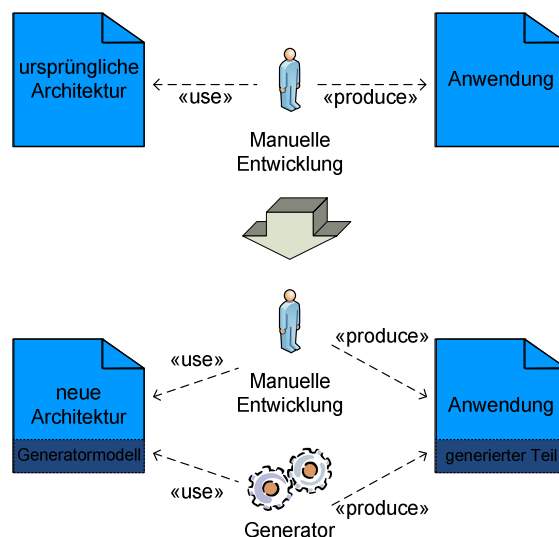 ursprüngliche
Architektur
«use»
«produce»
Anwendung
Manuelle
Entwicklung
«use»
«produce»
neue
Architektur
Manuelle
Entwicklung
Anwendung
Generatormodell
generierter Teil
«use»
«produce»
Generator